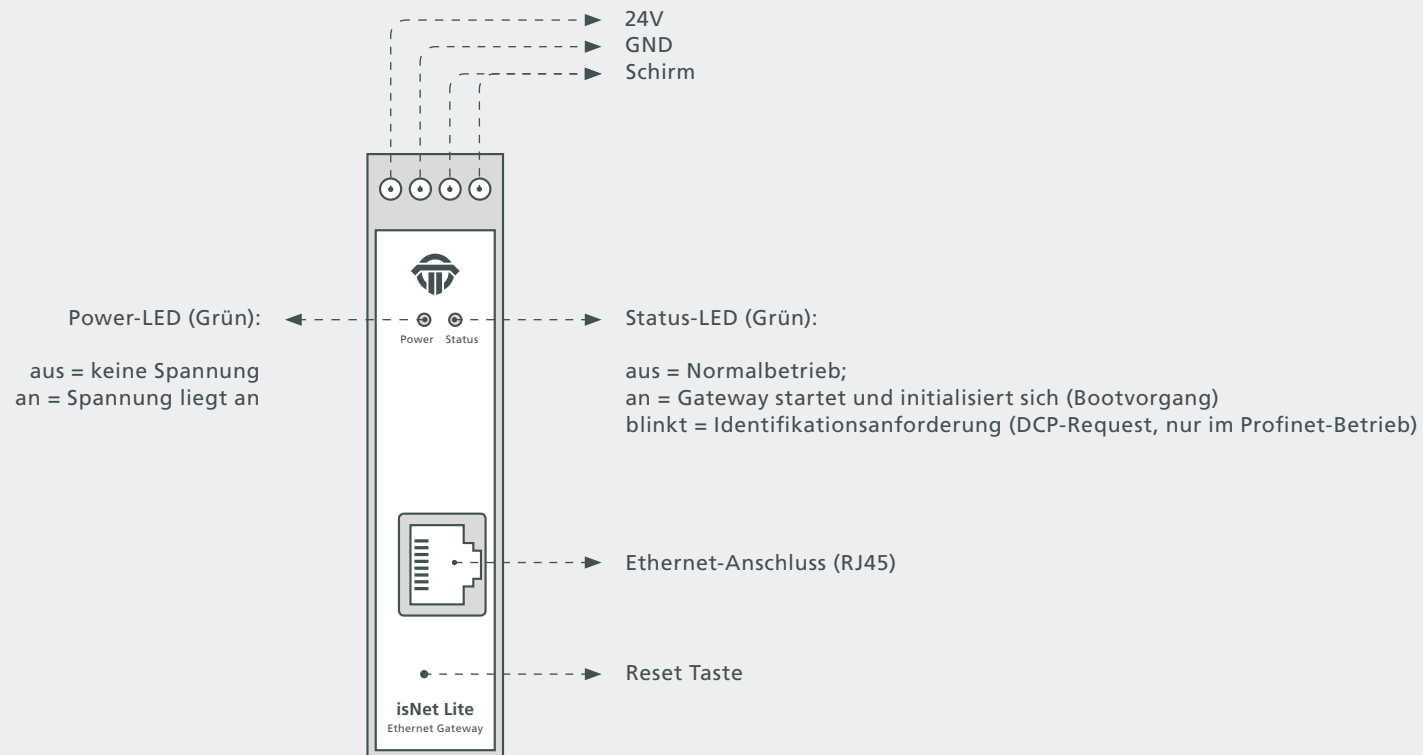 24V
GND
Schirm
Power-LED (Grün):
aus = keine Spannung
an = Spannung liegt an
Power Status
Status-LED (Grün):
aus = Normalbetrieb;
an = Gateway startet und initialisiert sich (Bootvorgang)
blinkt = Identifikationsanforderung (DCP-Request, nur im Profinet-Betrieb)
Ethernet-Anschluss (RJ45)
Reset Taste
isNet Lite
Ethernet Gateway